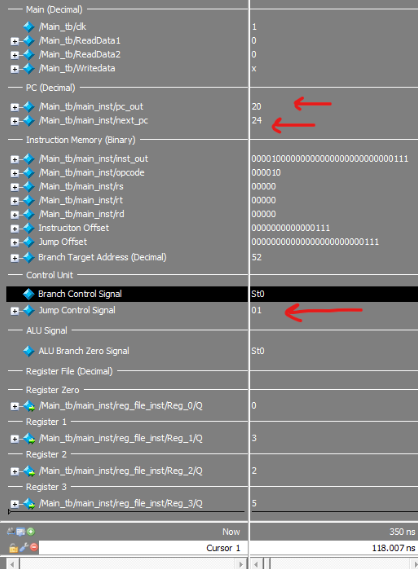 Main (Decimal)
/Main_tb/clk 1
/Main_tb/ReadData1 0
/Main_tb/ReadData2 0
/Main_tb/Writedata x
PC (Decimal)
/Main_tb/main_inst/pc_out 20
/Main_tb/main_inst/next_pc 24
Instruction Memory (Binary)
/Main_tb/main_inst/inst_out 00001000000000000000000000000111
/Main_tb/main_inst/opcode 000010
/Main_tb/main_inst/rs 00000
/Main_tb/main_inst/rt 00000
/Main_tb/main_inst/rd 00000
Instruciton Offset 0000000000000111
Jump Offset 00000000000000000000000111
Branch Target Address (Decimal) 52
Control Unit
Branch Control Signal St0
Jump Control Signal 01
ALU Signal
ALU Branch Zero Signal St0
Register File (Decimal)
Register Zero
/Main_tb/main_inst/reg_file_inst/Reg_0/Q 0
Register 1
/Main_tb/main_inst/reg_file_inst/Reg_1/Q 3
Register 2
/Main_tb/main_inst/reg_file_inst/Reg_2/Q 2
Register 3
/Main_tb/main_inst/reg_file_inst/Reg_3/Q 5
Now 350 ns
Cursor 1 118.007 ns